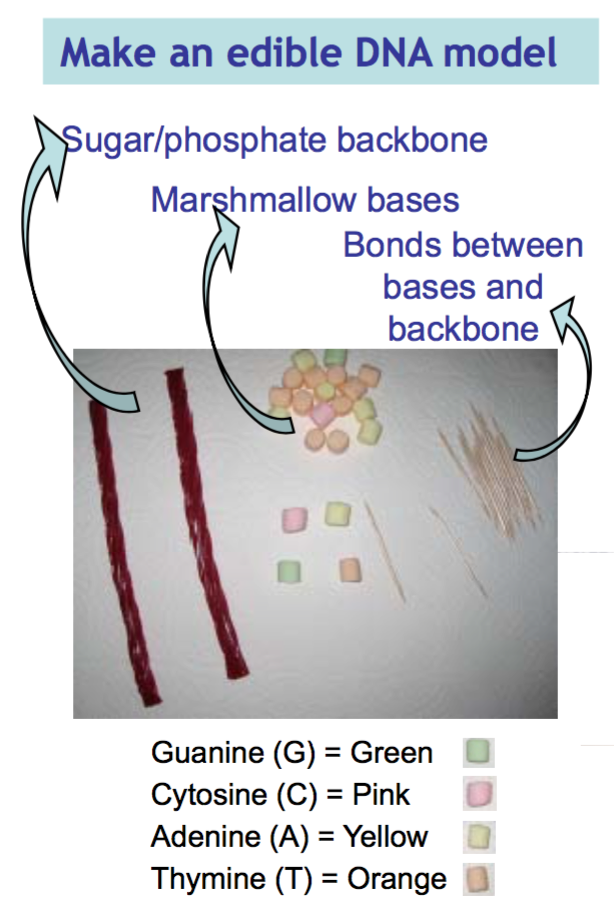 Make an edible DNA model
Sugar/phosphate backbone
Marshmallow bases
Bonds between
bases and
backbone
Guanine (G) = Green
Cytosine (C) = Pink
Adenine (A) = Yellow
Thymine (T) = Orange